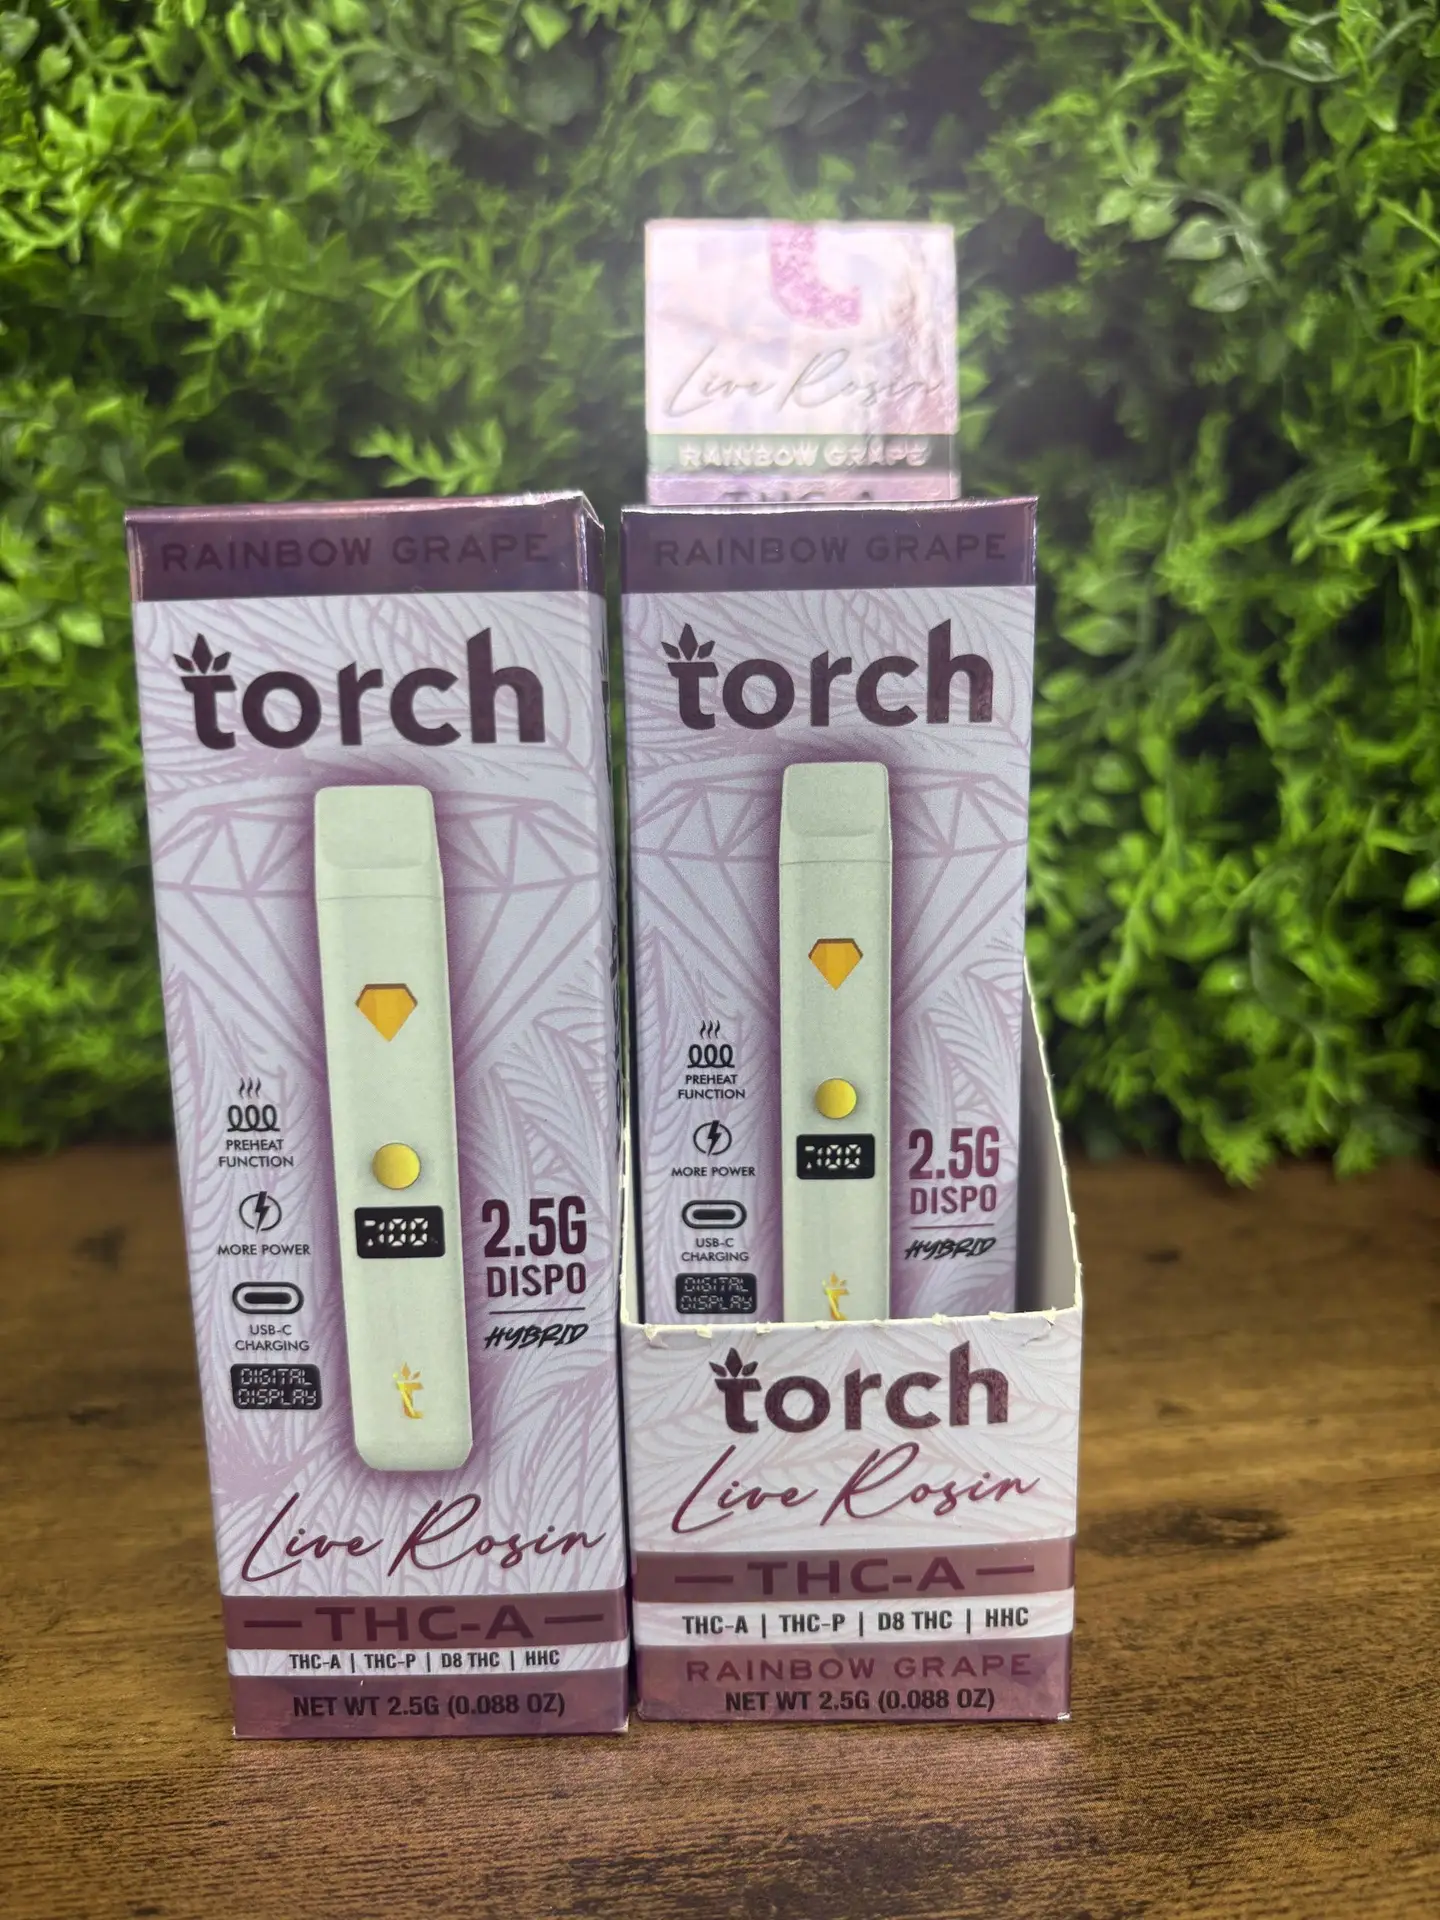 RAINBOW GRAPE
torch
PREHEAT
FUNCTION
MORE POWER
USB-C
CHARGING
DIGITAL
DISPLAY
2.5G
DISPO
HYBRID
Live Rosin
THC-A
THC-A | THC-P | D8 THC | HHC
NET WT 2.5G (0.088 OZ)
Live Rosin
RAINBOW GRAPE
THC-A
RAINBOW GRAPE
torch
PREHEAT
FUNCTION
MORE POWER
USB-C
CHARGING
DIGITAL
DISPLAY
2.5G
DISPO
HYBRID
torch
Live Rosin
THC-A
THC-A | THC-P | D8 THC | HHC
RAINBOW GRAPE
NET WT 2.5G (0.088 OZ)